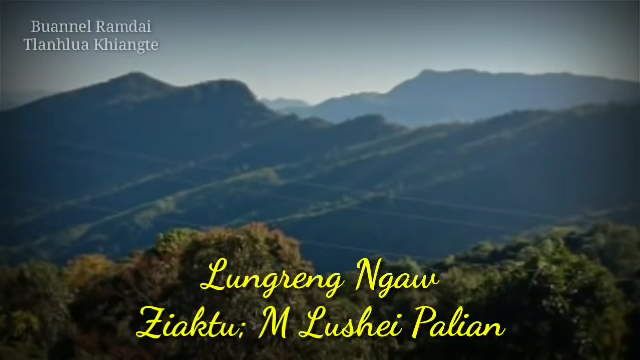 Buannel Ramdai
Tlanhlua Khiangte
Lungreng Ngaw
Ziaktu; M Lushei Palian